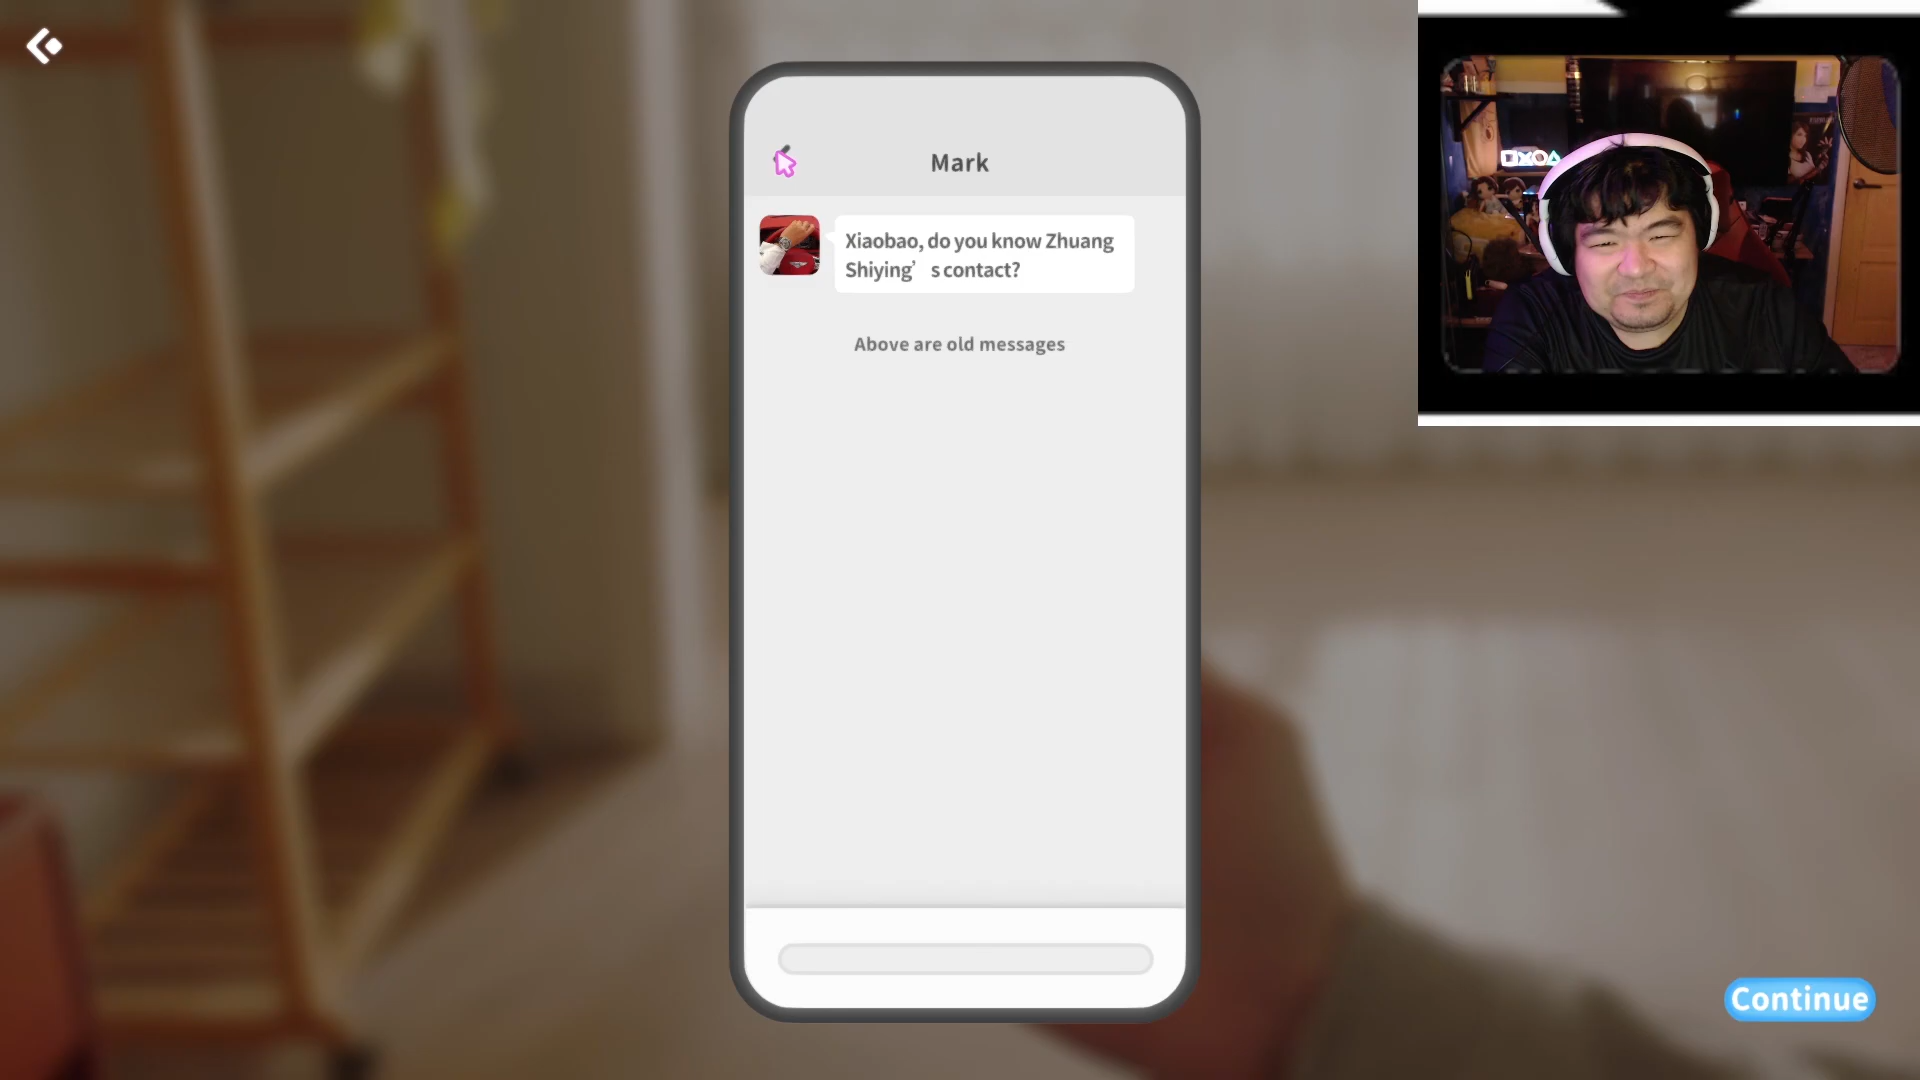 Mark
Xiaobao, do you know Zhuang
Shiying’ s contact?
Above are old messages
Continue